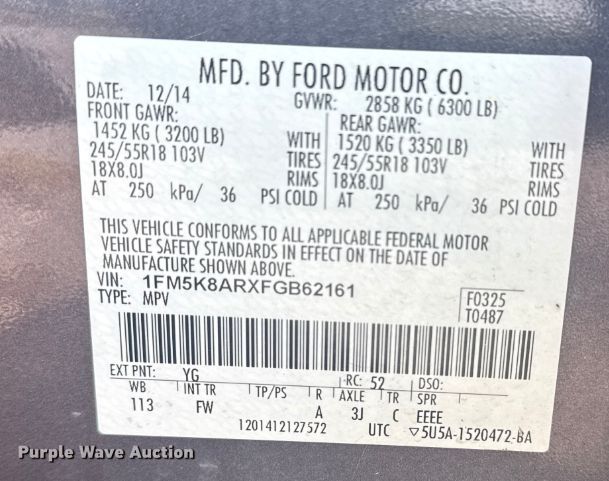 MFD. BY FORD MOTOR CO.
DATE: 12/14 GVWR: 2858 KG ( 6300 LB)
FRONT GAWR: REAR GAWR:
1452 KG ( 3200 LB) WITH 1520 KG ( 3350 LB) WITH
245/55R18 103V TIRES 245/55R18 103V TIRES
18X8.0J RIMS 18X8.0J RIMS
AT 250 kPa/ 36 PSI COLD AT 250 kPa/ 36 PSI COLD
THIS VEHICLE CONFORMS TO ALL APPLICABLE FEDERAL MOTOR
VEHICLE SAFETY STANDARDS IN EFFECT ON THE DATE OF
MANUFACTURE SHOWN ABOVE.
VIN: 1FM5K8ARXFGB62161
TYPE: MPV
F0325
T0487
EXT PNT: YG RC: 52 DSO:
WB INT TR TP/PS R AXLE TR SPR
113 FW A 3J C EEEE
1201412127572 UTC ▽5U5A-1520472-BA
Purple Wave Auction